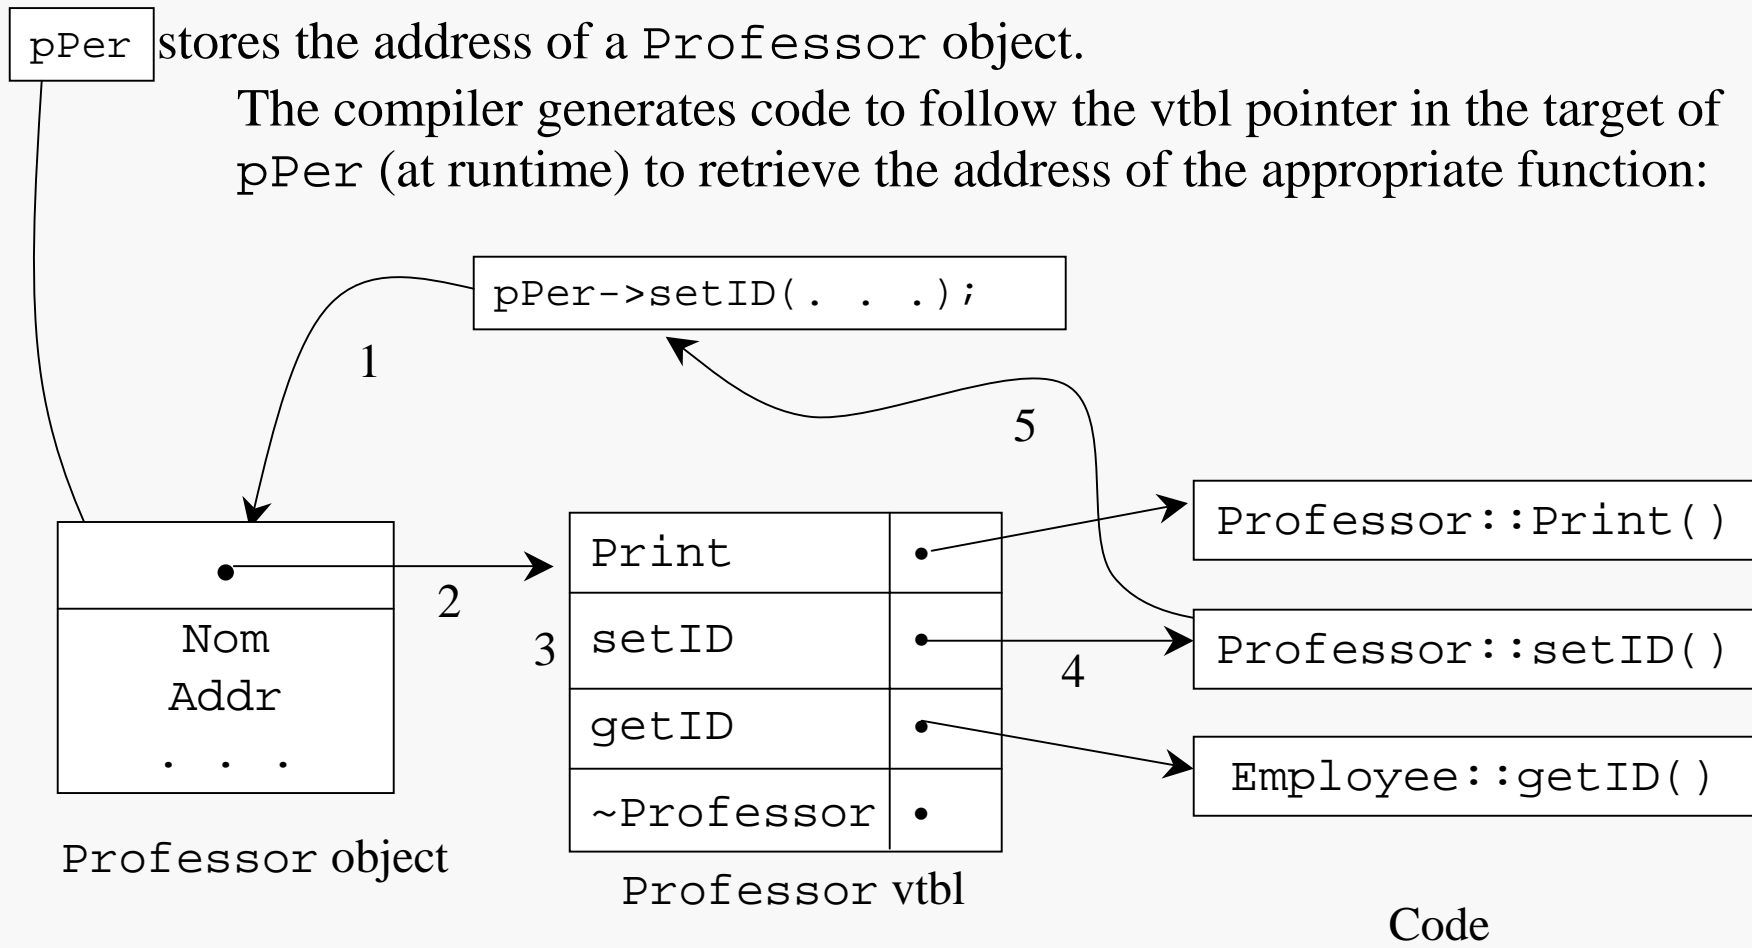 pPer stores the address of a Professor object.
The compiler generates code to follow the vtbl pointer in the target of
pPer (at runtime) to retrieve the address of the appropriate function:
pPer->setID(. . .);
1
5
Professor::Print()
Print
2
Nom
3
setID
4
Professor::setID()
Addr
getID
. . .
Employee::getID()
~Professor
Professor object
Professor vtbl
Code